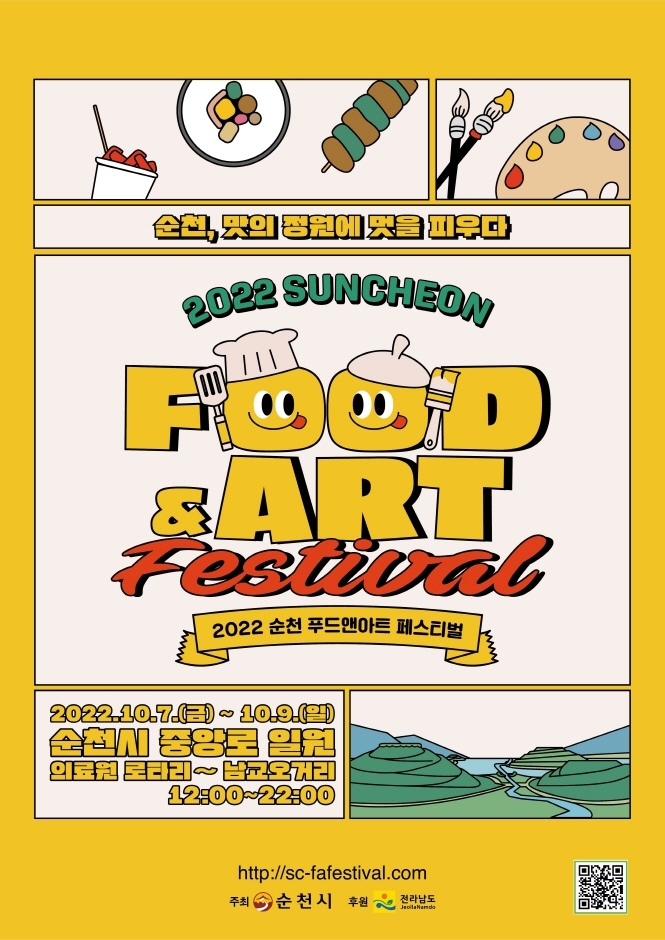 순천, 맛의 정원에 멋을 피우다
2022 SUNCHEON
FOOD
& ART
Festival
2022 순천 푸드앤아트 페스티벌
2022.10.7.(금) ~ 10.9.(일)
순천시 중앙로 일원
의료원 로타리~ 남교오거리
12:00~22:00
http://sc-fafestival.com
주최 순천시 후원 전라남도
JeollaNamdo